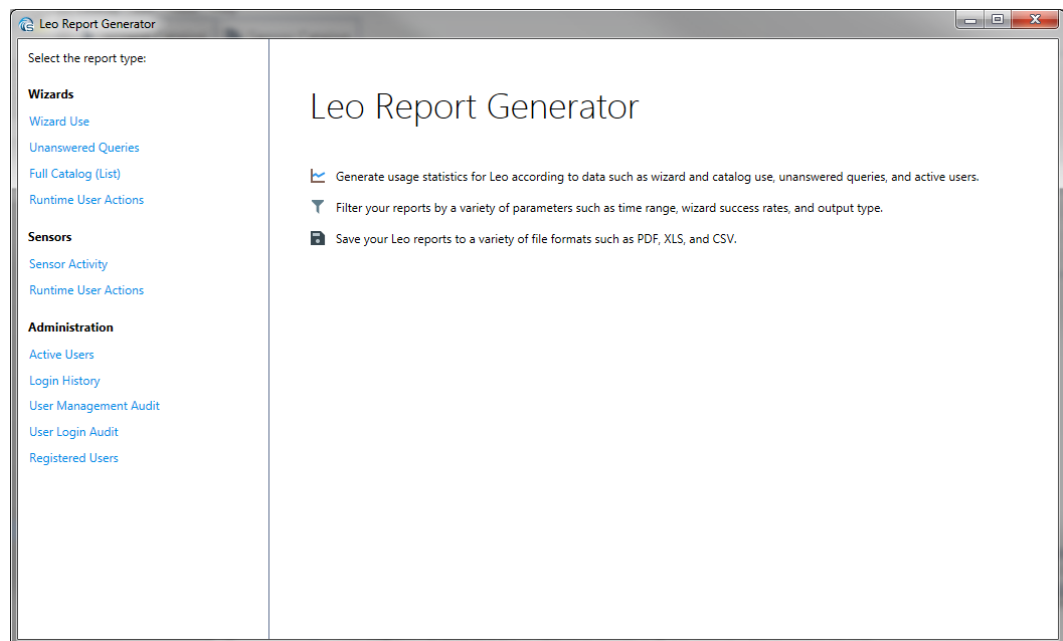 Leo Report Generator
Select the report type:
Wizards
Wizard Use
Unanswered Queries
Full Catalog (List)
Runtime User Actions
Sensors
Sensor Activity
Runtime User Actions
Administration
Active Users
Login History
User Management Audit
User Login Audit
Registered Users
Leo Report Generator
Generate usage statistics for Leo according to data such as wizard and catalog use, unanswered queries, and active users.
Filter your reports by a variety of parameters such as time range, wizard success rates, and output type.
Save your Leo reports to a variety of file formats such as PDF, XLS, and CSV.